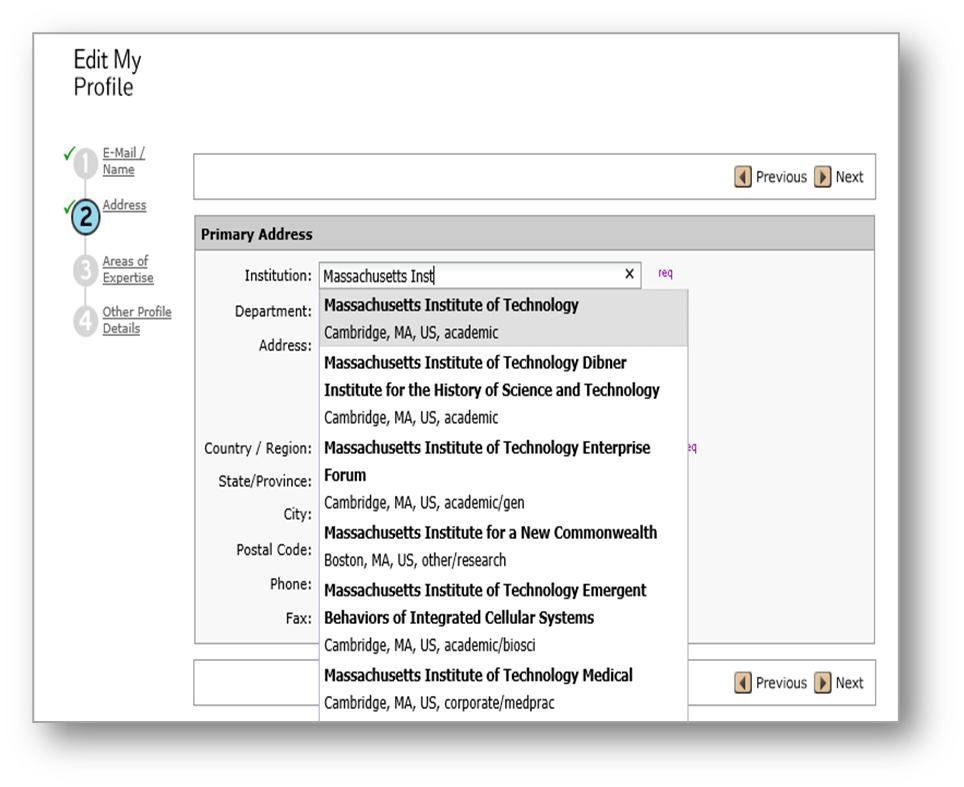 Edit My
Profile
1
E-Mail /
Name
2
Address
3
Areas of
Expertise
4
Other Profile
Details
Previous Next
Primary Address
Institution: Massachusetts Inst x req
Massachusetts Institute of Technology
Cambridge, MA, US, academic
Massachusetts Institute of Technology Dibner
Institute for the History of Science and Technology
Cambridge, MA, US, academic
Massachusetts Institute of Technology Enterprise
Forum
Cambridge, MA, US, academic/gen
Massachusetts Institute for a New Commonwealth
Boston, MA, US, other/research
Massachusetts Institute of Technology Emergent
Behaviors of Integrated Cellular Systems
Cambridge, MA, US, academic/biosci
Massachusetts Institute of Technology Medical
Cambridge, MA, US, corporate/medprac
Department:
Address:
Country / Region:
State/Province:
City:
Postal Code:
Phone:
Fax:
Previous Next